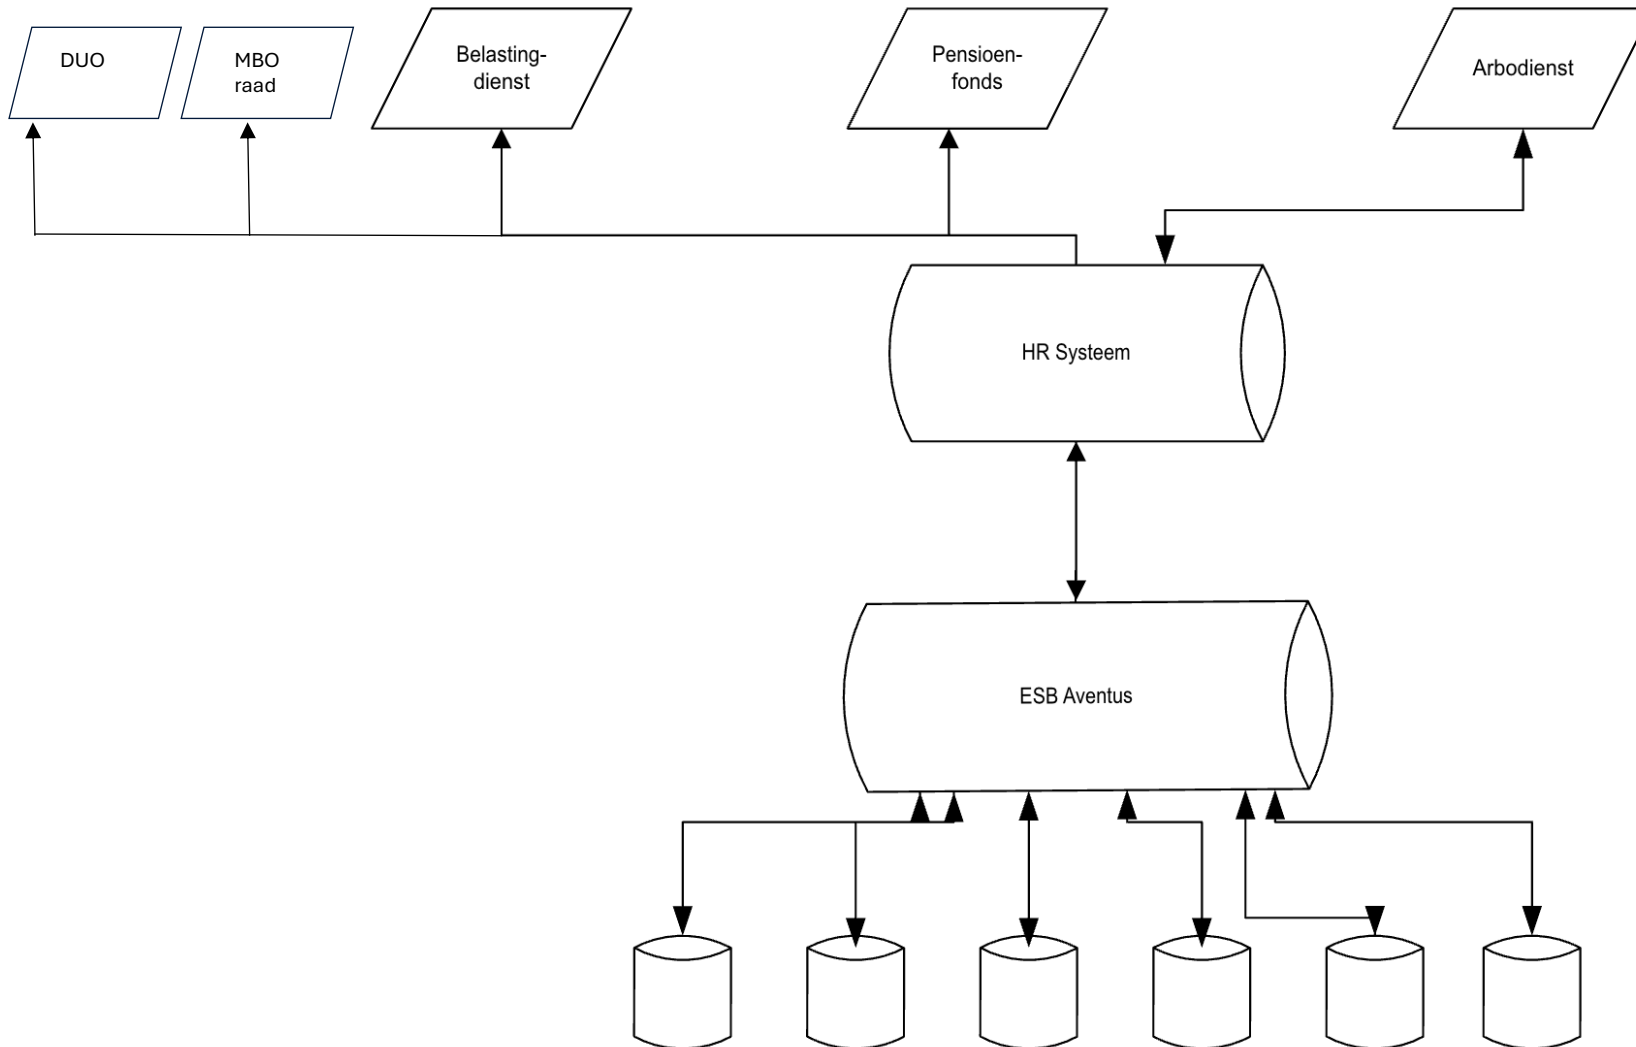 DUO
MBO
raad
Belasting-
dienst
Pensioen-
fonds
Arbodienst
HR Systeem
ESB Aventus